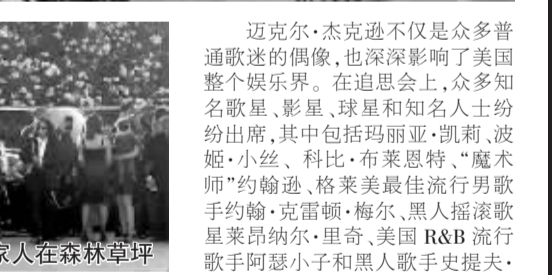 迈克尔·杰克逊不仅是众多普
通歌迷的偶像,也深深影响了美国
整个娱乐界。在追思会上,众多知
名歌星、影星、球星和知名人士纷
纷出席,其中包括玛丽亚·凯莉、波
姬·小丝、科比·布莱恩特、“魔术
师”约翰逊、格莱美最佳流行男歌
手约翰·克雷顿·梅尔、黑人摇滚歌
星莱昂纳尔·里奇、美国 R&B 流行
歌手阿瑟小子和黑人歌手史提夫·
家人在森林草坪